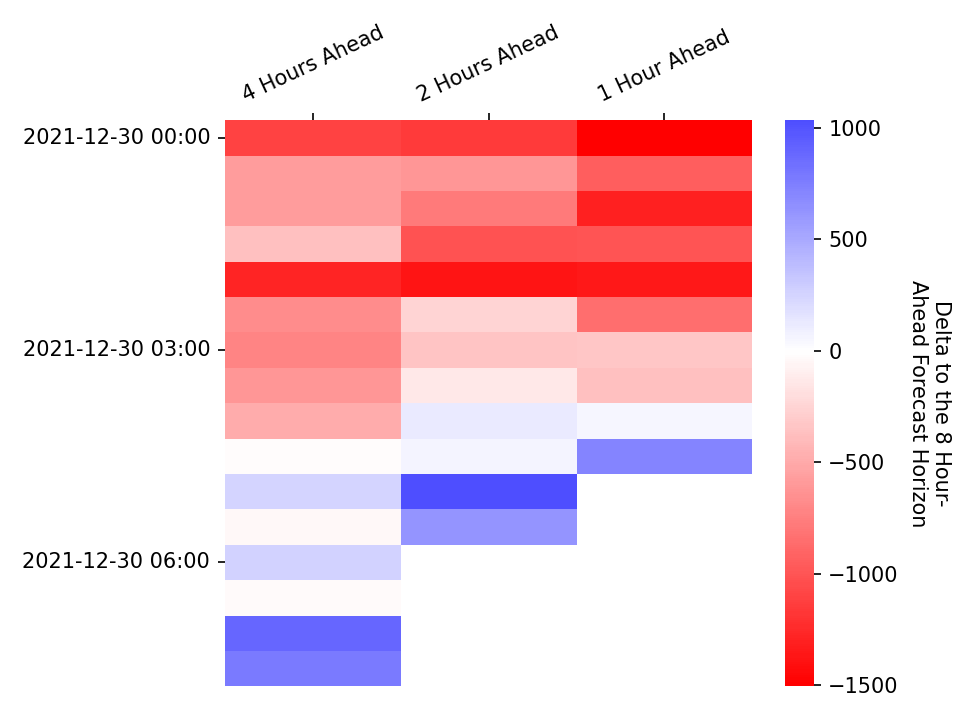 4 Hours Ahead
2 Hours Ahead
1 Hour Ahead
2021-12-30 00:00
2021-12-30 03:00
2021-12-30 06:00
1000
500
0
−500
−1000
−1500
Delta to the 8 Hour-
Ahead Forecast Horizon